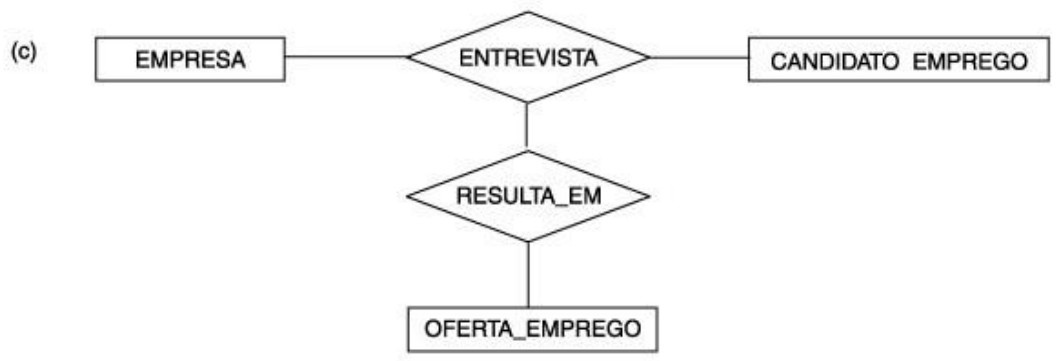 (c)
EMPRESA
ENTREVISTA
CANDIDATO EMPREGO
RESULTA_EM
OFERTA_EMPREGO